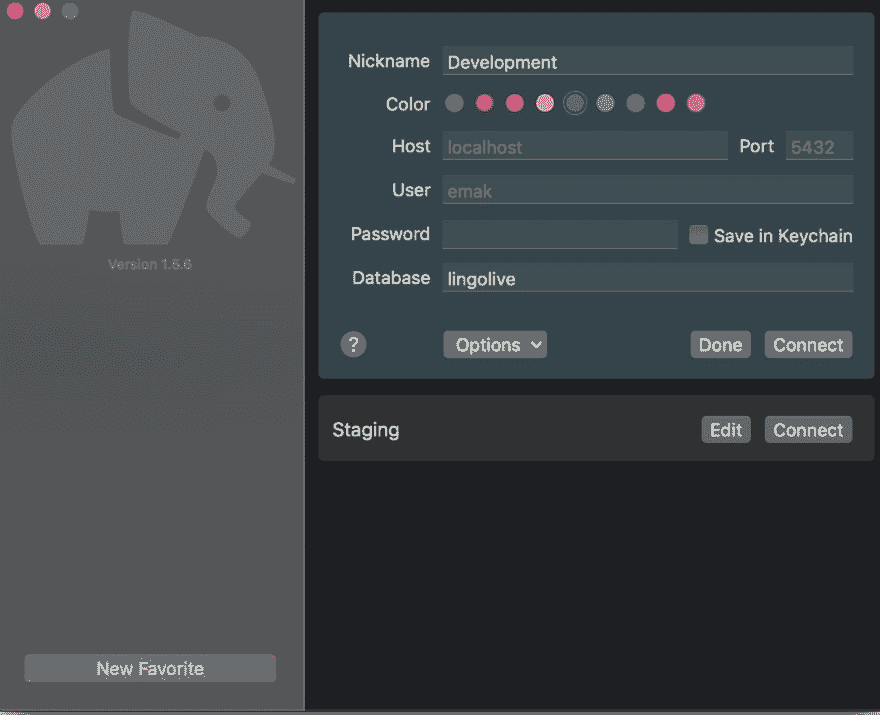 Version 1.5.6
New Favorite
Nickname Development
Color
Host localhost Port 5432
User emak
Password Save in Keychain
Database lingolive
? Options Done Connect
Staging Edit Connect